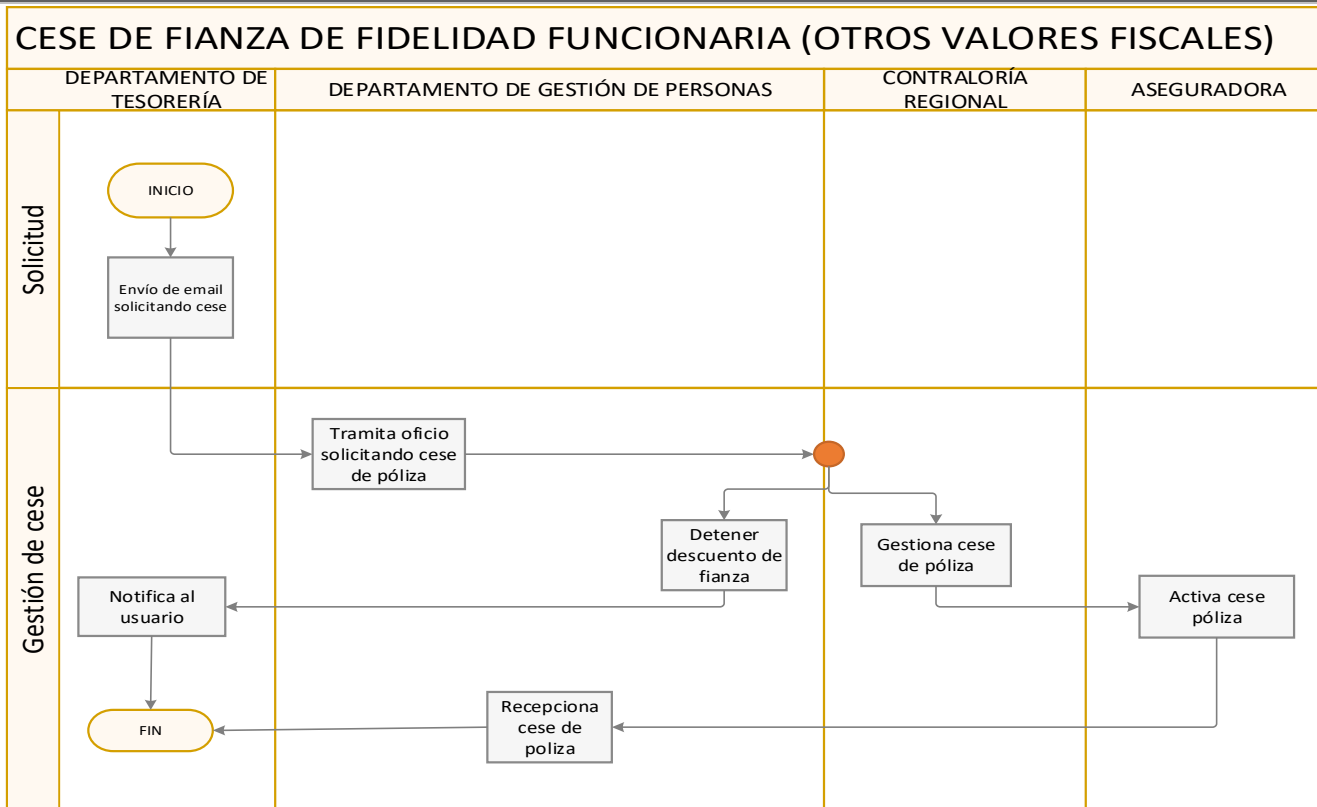 CESE DE FIANZA DE FIDELIDAD FUNCIONARIA (OTROS VALORES FISCALES)
DEPARTAMENTO DE
TESORERÍA
DEPARTAMENTO DE GESTIÓN DE PERSONAS
CONTRALORÍA
REGIONAL
ASEGURADORA
Solicitud
INICIO
Envío de email
solicitando cese
Gestión de cese
Tramita oficio
solicitando cese
de póliza
Detener
descuento de
fianza
Gestiona cese
de póliza
Notifica al
usuario
Activa cese
póliza
Recepciona
cese de
poliza
FIN